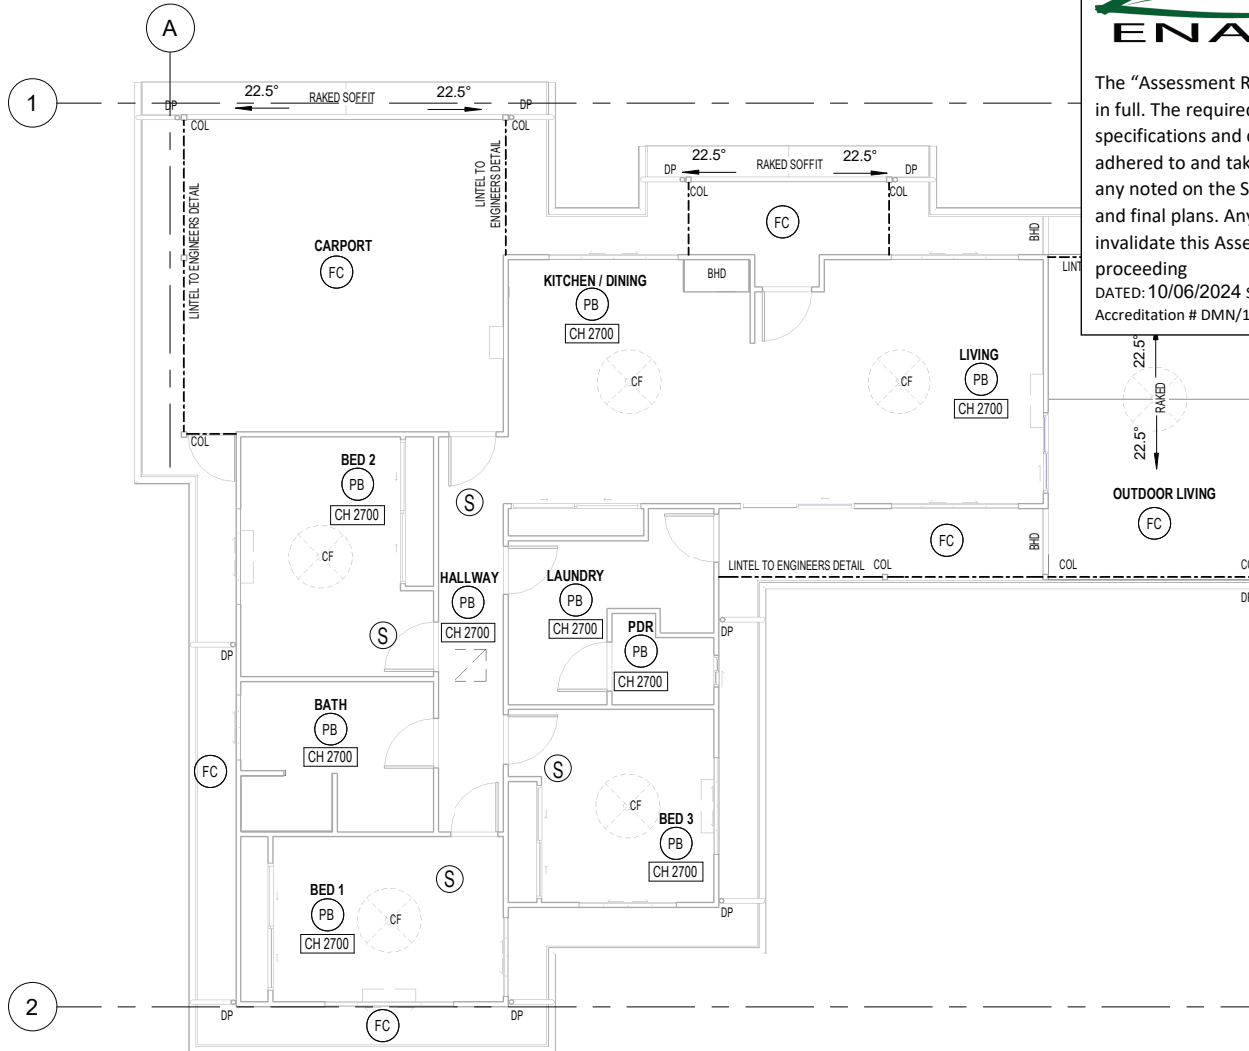 A
ENA
1
22.5°
RAKED SOFFIT
22.5°
DP
DP
COL
COL
LINTEL TO ENGINEERS DETAIL
LINTEL TO
ENGINEERS DETAIL
CARPORT
FC
COL
22.5°
RAKED SOFFIT
22.5°
DP
DP
COL
COL
FC
BHD
BHD
LINT
The “Assessment R
in full. The required
specifications and
adhered to and tak
any noted on the S
and final plans. Any
invalidate this Asse
proceeding
DATED: 10/06/2024
Accreditation # DMN/1
KITCHEN / DINING
PB
CH 2700
CF
CF
LIVING
PB
CH 2700
22.5°
RAKED
22.5°
OUTDOOR LIVING
FC
BED 2
PB
CH 2700
CF
S
S
HALLWAY
PB
CH 2700
LAUNDRY
PB
CH 2700
PDR
PB
CH 2700
FC
BHD
LINTEL TO ENGINEERS DETAIL
COL
COL
CO
DP
DP
DP
BATH
PB
CH 2700
FC
S
CF
BED 3
PB
CH 2700
DP
BED 1
PB
CH 2700
CF
S
2
DP
FC
DP